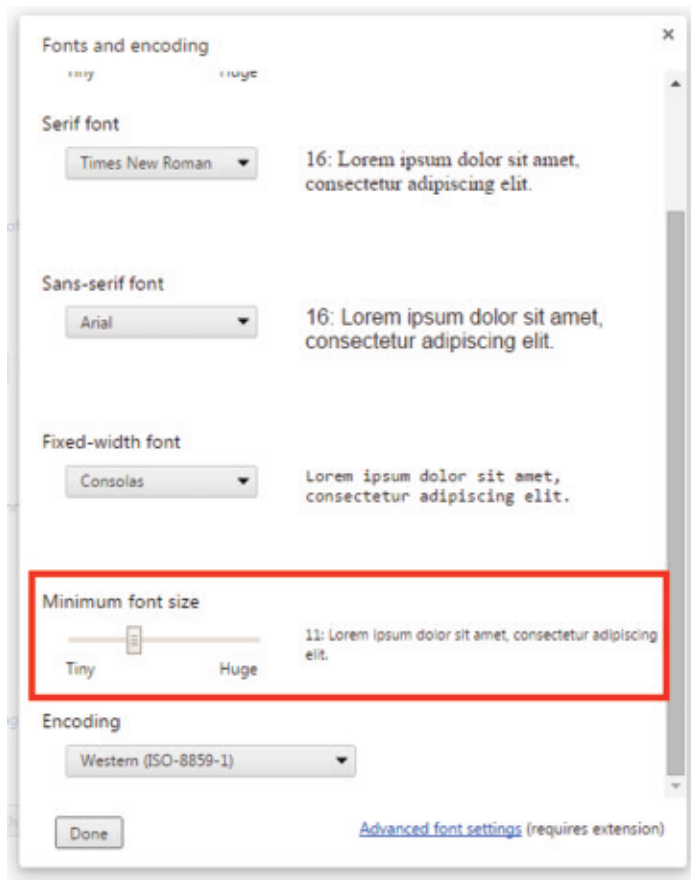 Fonts and encoding
Tiny Huge
Serif font
Times New Roman
16: Lorem ipsum dolor sit amet,
consectetur adipiscing elit.
Sans-serif font
Arial
16: Lorem ipsum dolor sit amet,
consectetur adipiscing elit.
Fixed-width font
Consolas
Lorem ipsum dolor sit amet,
consectetur adipiscing elit.
Minimum font size
11: Lorem ipsum dolor sit amet, consectetur adipiscing
elit.
Tiny Huge
Encoding
Western (ISO-8859-1)
Done
Advanced font settings (requires extension)